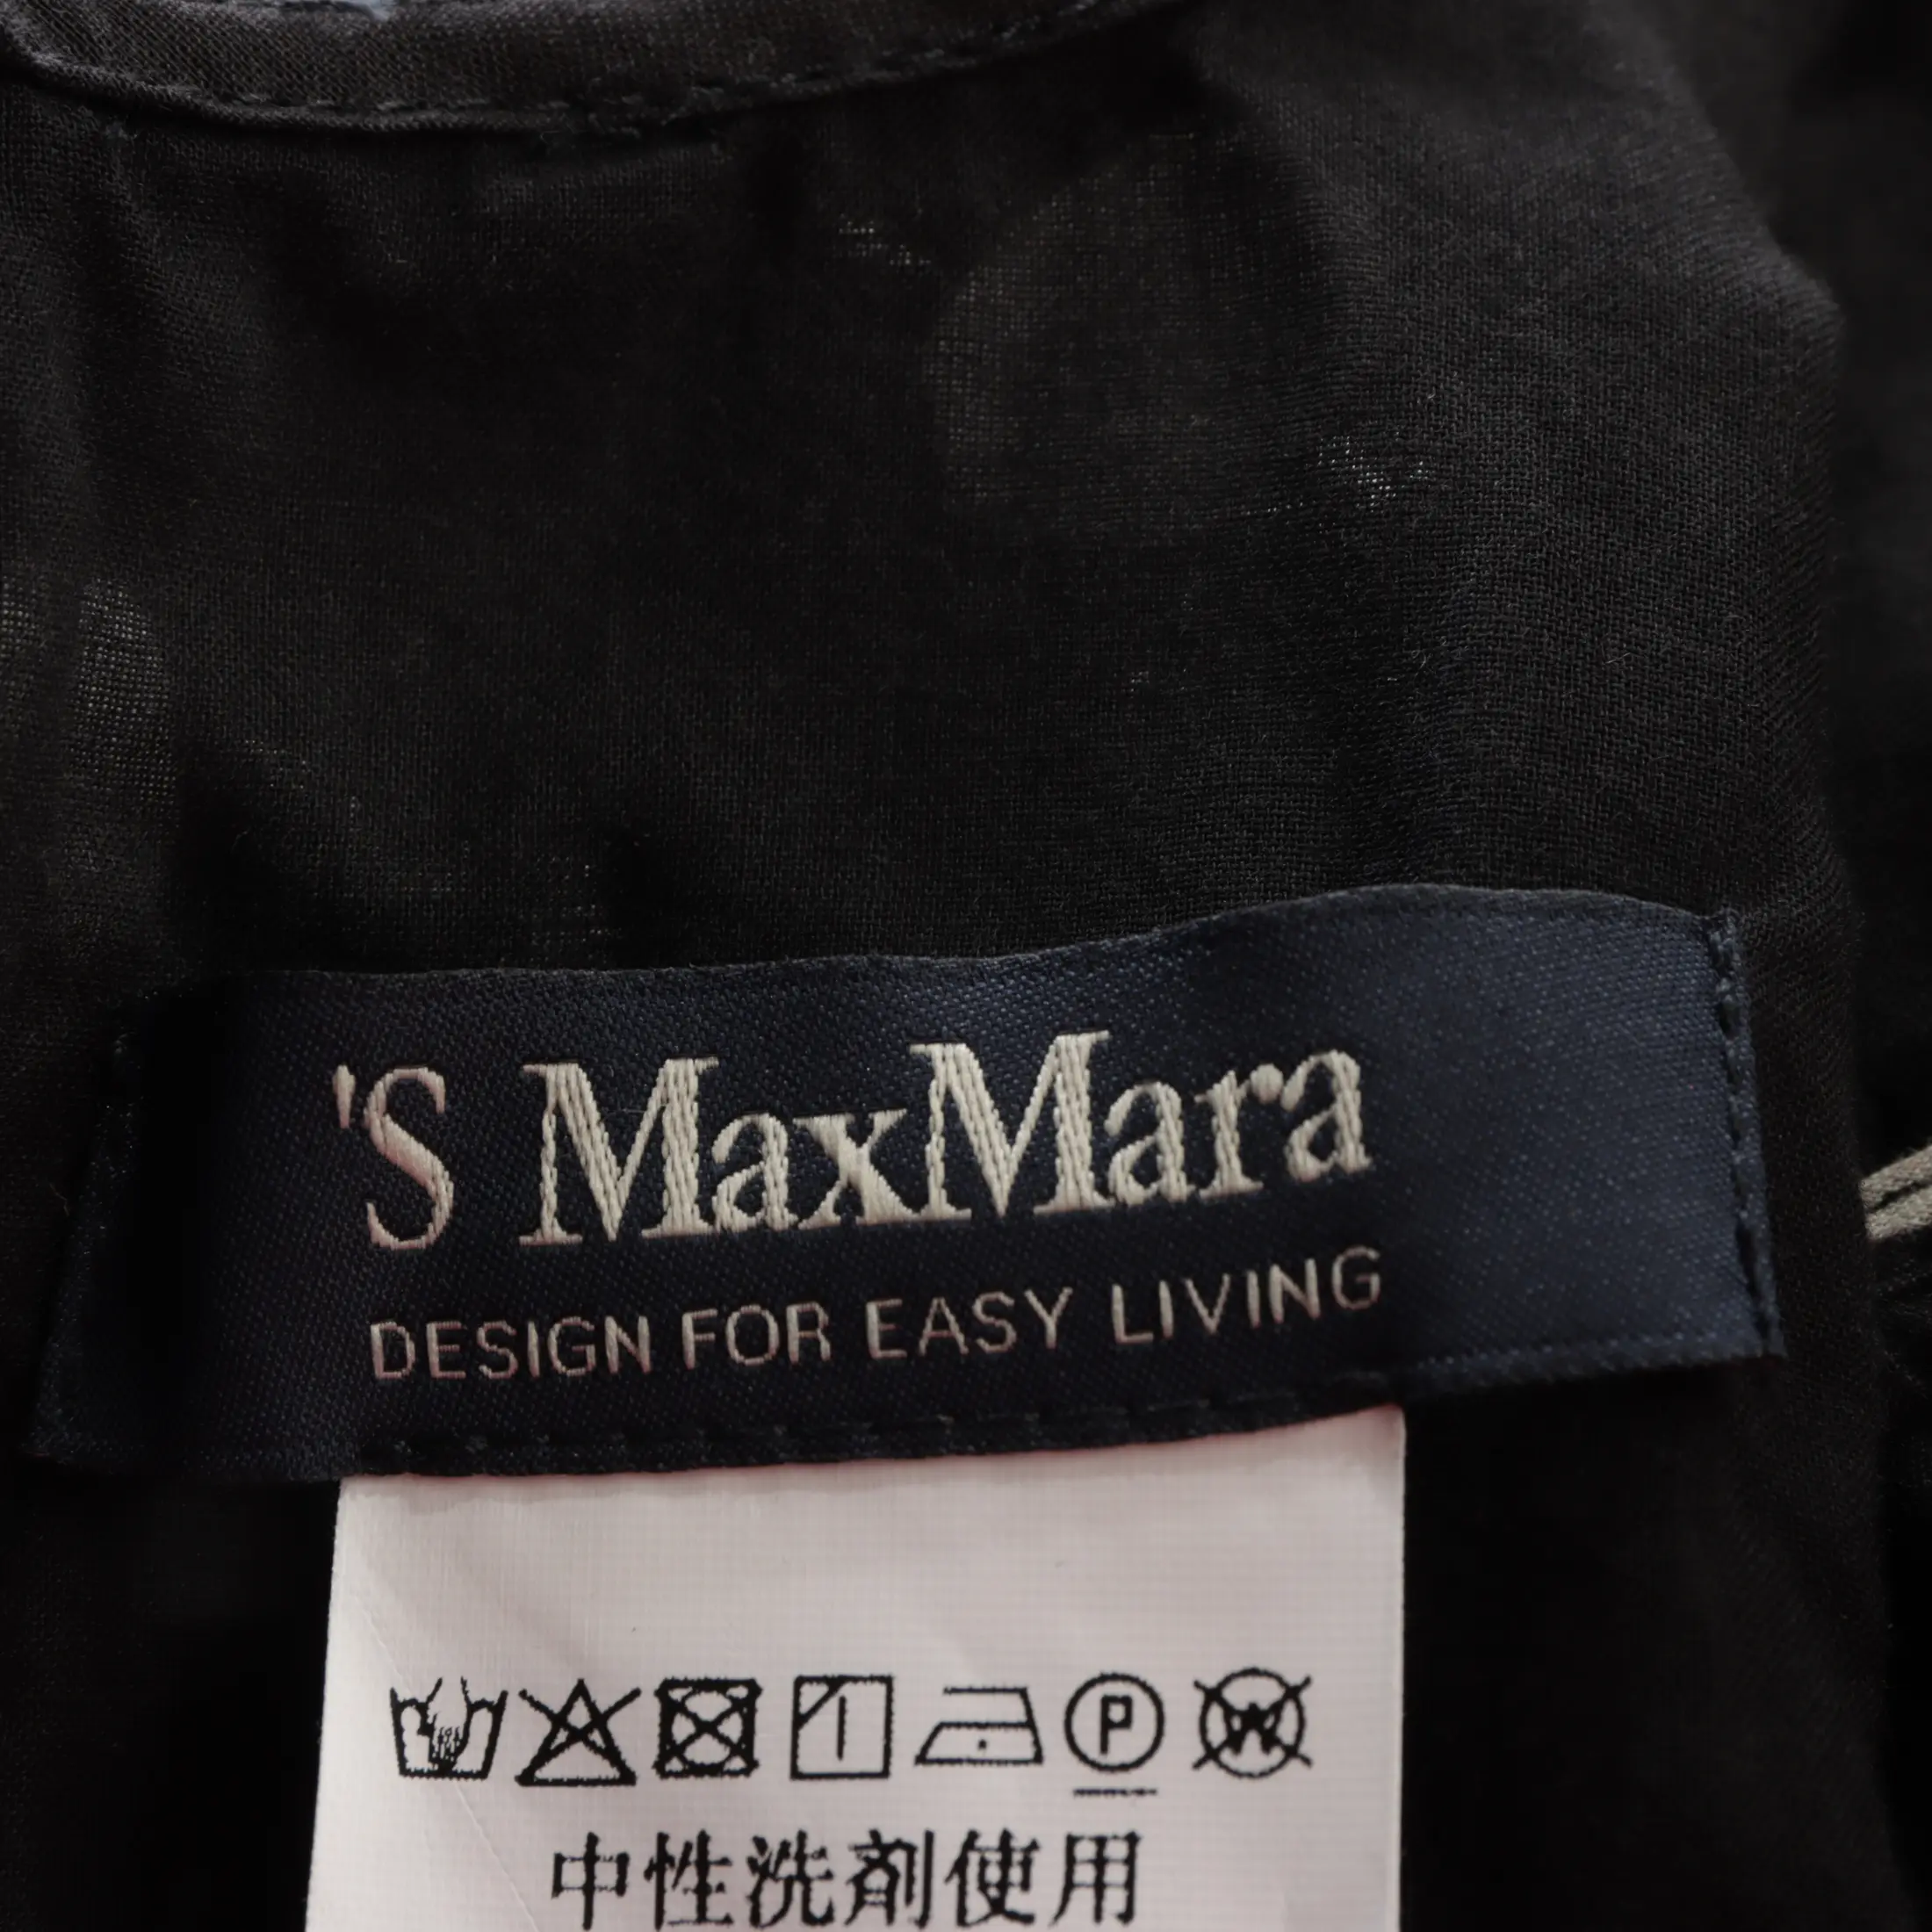 'S MaxMara
DESIGN FOR EASY LIVING
P W
中性洗剤使用